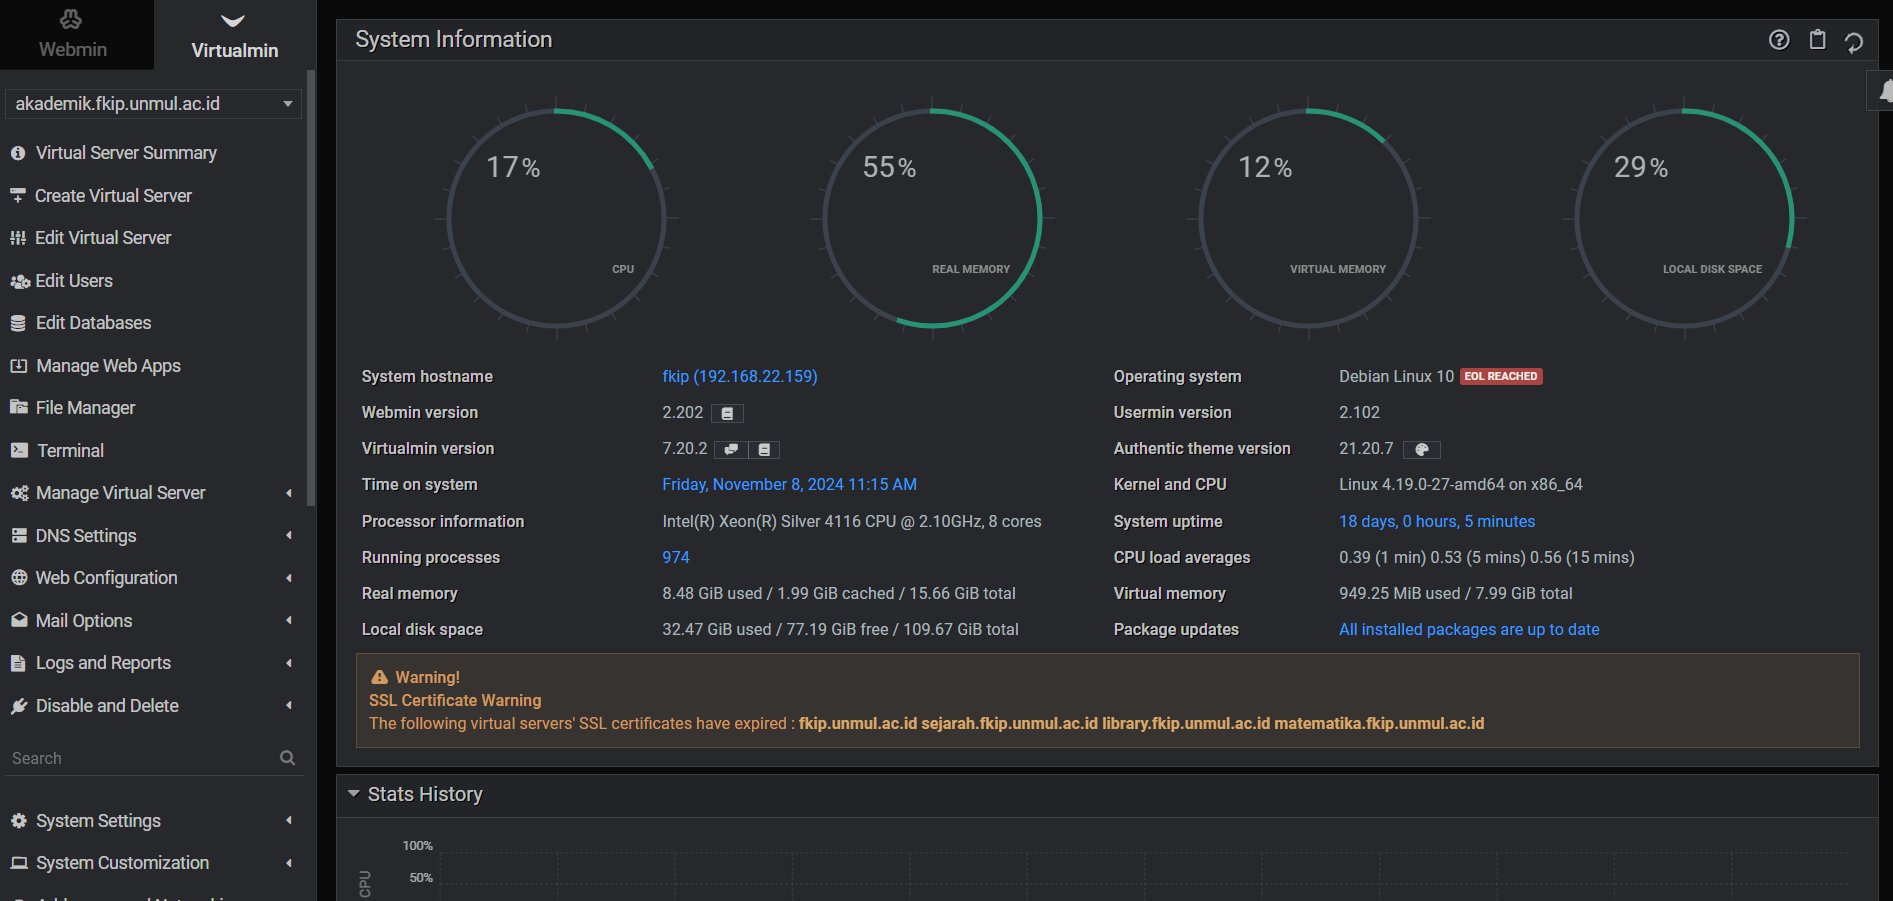 Webmin
Virtualmin
akademik.fkip.unmul.ac.id
Virtual Server Summary
Create Virtual Server
Edit Virtual Server
Edit Users
Edit Databases
Manage Web Apps
File Manager
Terminal
Manage Virtual Server
DNS Settings
Web Configuration
Mail Options
Logs and Reports
Disable and Delete
Search
System Settings
System Customization
System Information
17%
CPU
55%
REAL MEMORY
12%
VIRTUAL MEMORY
29%
LOCAL DISK SPACE
System hostname fkip (192.168.22.159) Operating system Debian Linux 10 EOL REACHED
Webmin version 2.202 Usermin version 2.102
Virtualmin version 7.20.2 Authentic theme version 21.20.7
Time on system Friday, November 8, 2024 11:15 AM Kernel and CPU Linux 4.19.0-27-amd64 on x86_64
Processor information Intel(R) Xeon(R) Silver 4116 CPU @ 2.10GHz, 8 cores System uptime 18 days, 0 hours, 5 minutes
Running processes 974 CPU load averages 0.39 (1 min) 0.53 (5 mins) 0.56 (15 mins)
Real memory 8.48 GiB used / 1.99 GiB cached / 15.66 GiB total Virtual memory 949.25 MiB used / 7.99 GiB total
Local disk space 32.47 GiB used / 77.19 GiB free / 109.67 GiB total Package updates All installed packages are up to date
Warning!
SSL Certificate Warning
The following virtual servers' SSL certificates have expired : fkip.unmul.ac.id sejarah.fkip.unmul.ac.id library.fkip.unmul.ac.id matematika.fkip.unmul.ac.id
Stats History
100%
50%
CPU